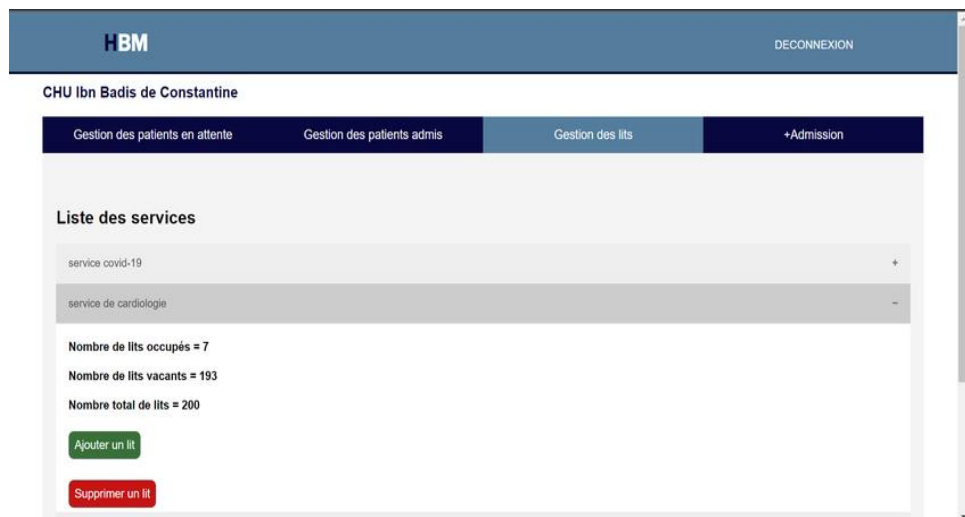 HBM
DECONNEXION
CHU Ibn Badis de Constantine
Gestion des patients en attente
Gestion des patients admis
Gestion des lits
+Admission
Liste des services
service covid-19 +
service de cardiologie −
Nombre de lits occupés = 7
Nombre de lits vacants = 193
Nombre total de lits = 200
Ajouter un lit
Supprimer un lit